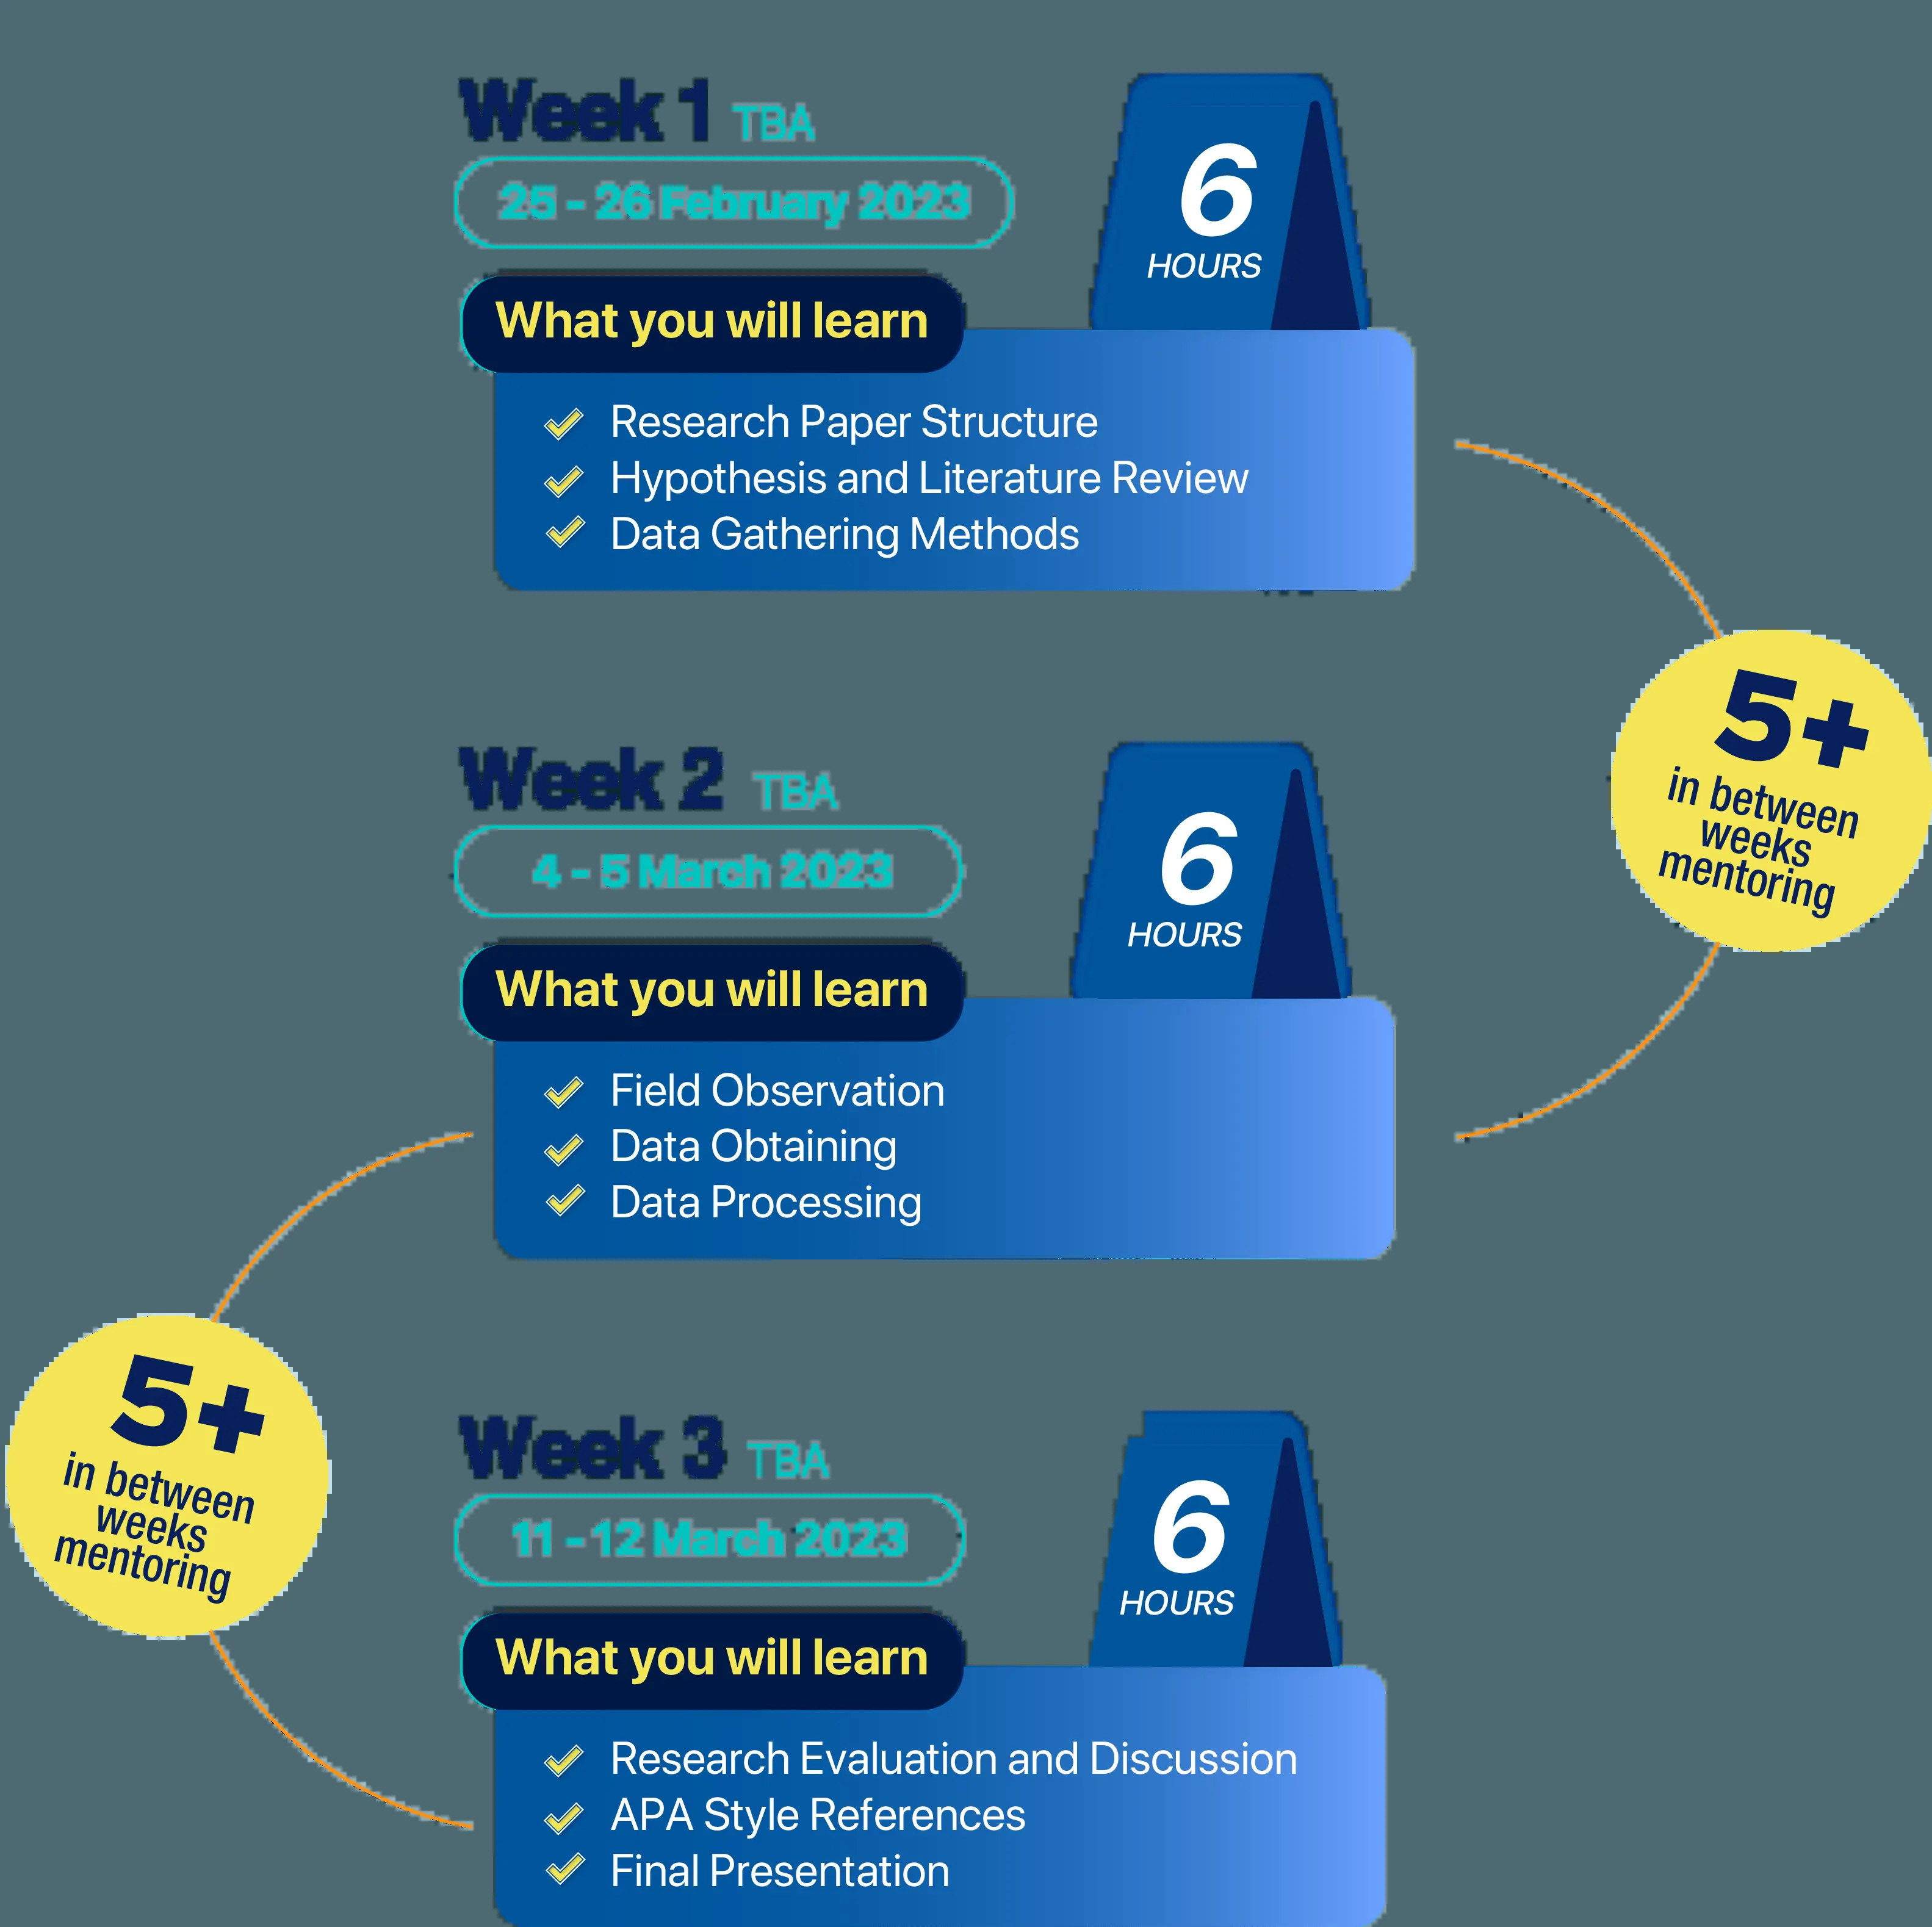 Week 1 TBA
25 - 26 February 2023
6
HOURS
What you will learn
Research Paper Structure
Hypothesis and Literature Review
Data Gathering Methods
5+
in between
weeks
mentoring
Week 2 TBA
4 - 5 March 2023
6
HOURS
What you will learn
Field Observation
Data Obtaining
Data Processing
5+
in between
weeks
mentoring
Week 3 TBA
11 - 12 March 2023
6
HOURS
What you will learn
Research Evaluation and Discussion
APA Style References
Final Presentation